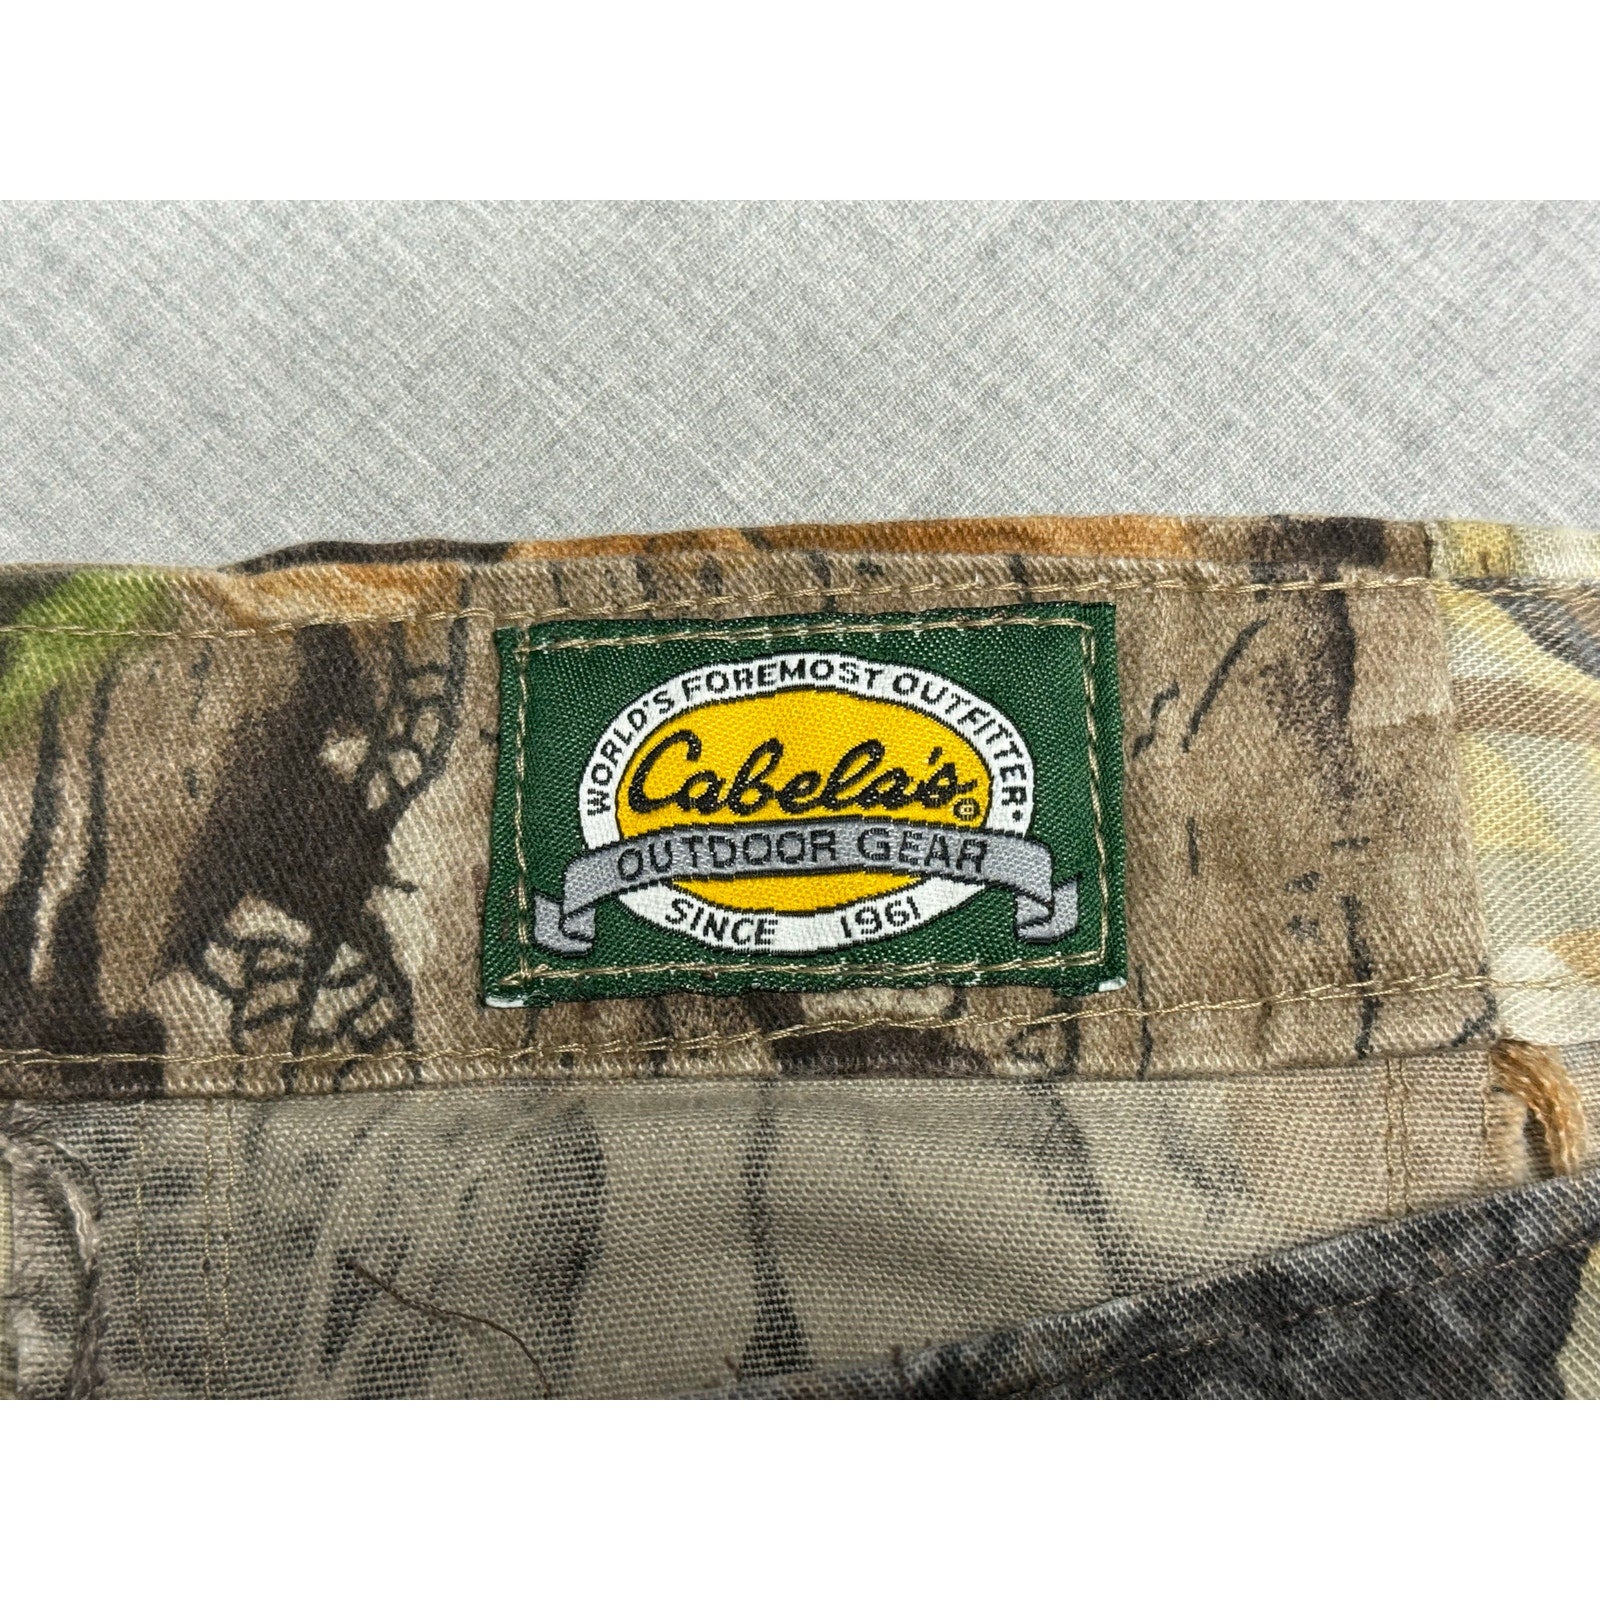 WORLD'S FOREMOST OUTFITTER•
Cabela's®
OUTDOOR GEAR
SINCE 1961